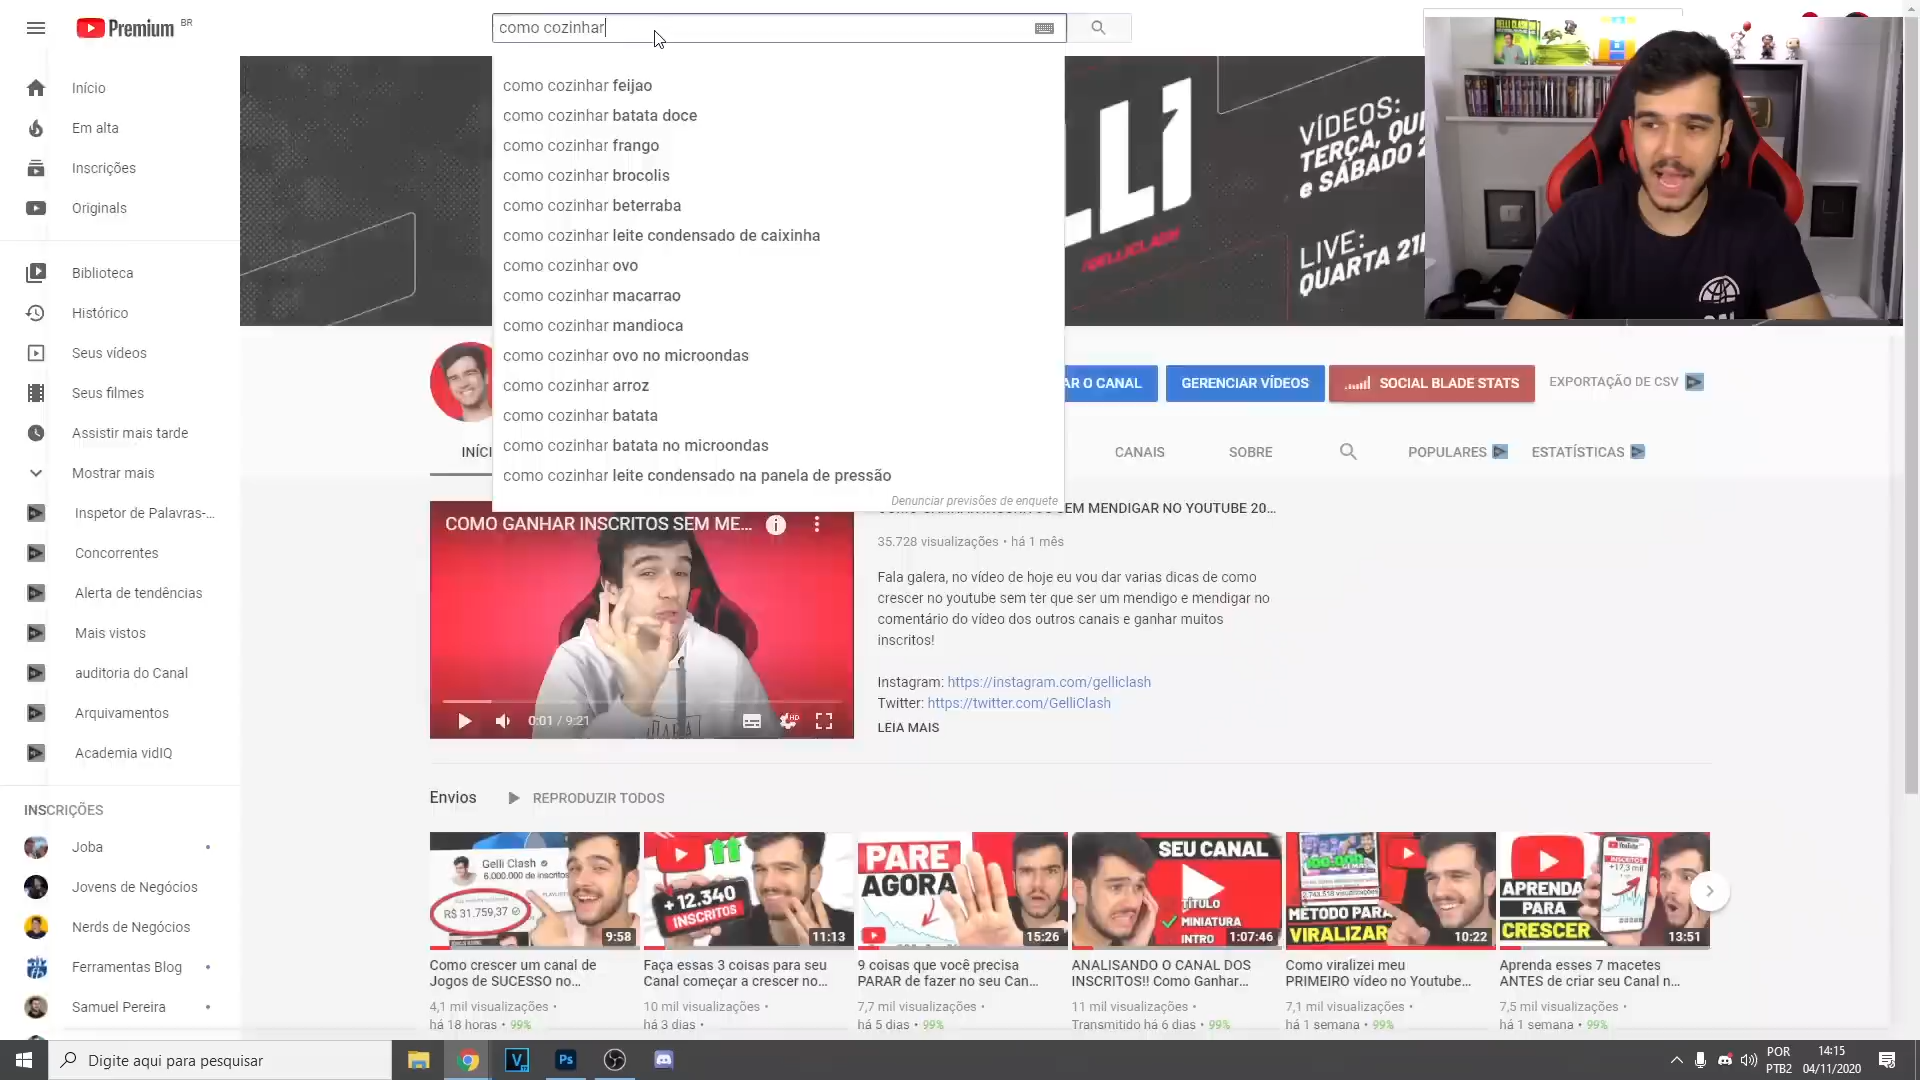 Premium BR
como cozinhar
Início
Em alta
Inscrições
Originals
Biblioteca
Histórico
Seus vídeos
Seus filmes
Assistir mais tarde
Mostrar mais
Inspetor de Palavras-...
Concorrentes
Alerta de tendências
Mais vistos
auditoria do Canal
Arquivamentos
Academia vidIQ
INSCRIÇÕES
Joba
Jovens de Negócios
Nerds de Negócios
Ferramentas Blog
Samuel Pereira
como cozinhar feijao
como cozinhar batata doce
como cozinhar frango
como cozinhar brocolis
como cozinhar beterraba
como cozinhar leite condensado de caixinha
como cozinhar ovo
como cozinhar macarrao
como cozinhar mandioca
como cozinhar ovo no microondas
como cozinhar arroz
como cozinhar batata
como cozinhar batata no microondas
como cozinhar leite condensado na panela de pressão
Denunciar previsões de enquete
VÍDEOS:
TERÇA, QUI
e SÁBADO
LIVE:
QUARTA 21H
AR O CANAL
GERENCIAR VÍDEOS
SOCIAL BLADE STATS
EXPORTAÇÃO DE CSV
INÍCI
CANAIS
SOBRE
POPULARES
ESTATÍSTICAS
COMO GANHAR INSCRITOS SEM ME...
0:01 / 9:21
SEM MENDIGAR NO YOUTUBE 20...
35.728 visualizações • há 1 mês
Fala galera, no vídeo de hoje eu vou dar varias dicas de como
crescer no youtube sem ter que ser um mendigo e mendigar no
comentário do vídeo dos outros canais e ganhar muitos
inscritos!
Instagram: https://instagram.com/gelliclash
Twitter: https://twitter.com/GelliClash
LEIA MAIS
Envios
REPRODUZIR TODOS
Gelli Clash
6.000.000 de inscritos
R$ 31.759,37
9:58
+ 12.340
INSCRITOS
11:13
PARE
AGORA
15:26
SEU CANAL
TÍTULO
MINIATURA
INTRO
1:07:46
MÉTODO PARA
VIRALIZAR
10:22
APRENDA
PARA
CRESCER
13:51
Como crescer um canal de
Jogos de SUCESSO no...
4,1 mil visualizações •
há 18 horas • 99%
Faça essas 3 coisas para seu
Canal começar a crescer no...
10 mil visualizações •
há 3 dias •
9 coisas que você precisa
PARAR de fazer no seu Can...
7,7 mil visualizações •
há 5 dias • 99%
ANALISANDO O CANAL DOS
INSCRITOS!! Como Ganhar...
11 mil visualizações •
Transmitido há 6 dias • 99%
Como viralizei meu
PRIMEIRO vídeo no Youtube...
7,1 mil visualizações •
há 1 semana • 99%
Aprenda esses 7 macetes
ANTES de criar seu Canal n...
7,5 mil visualizações •
há 1 semana • 99%
Digite aqui para pesquisar
POR
PTB2
14:15
04/11/2020